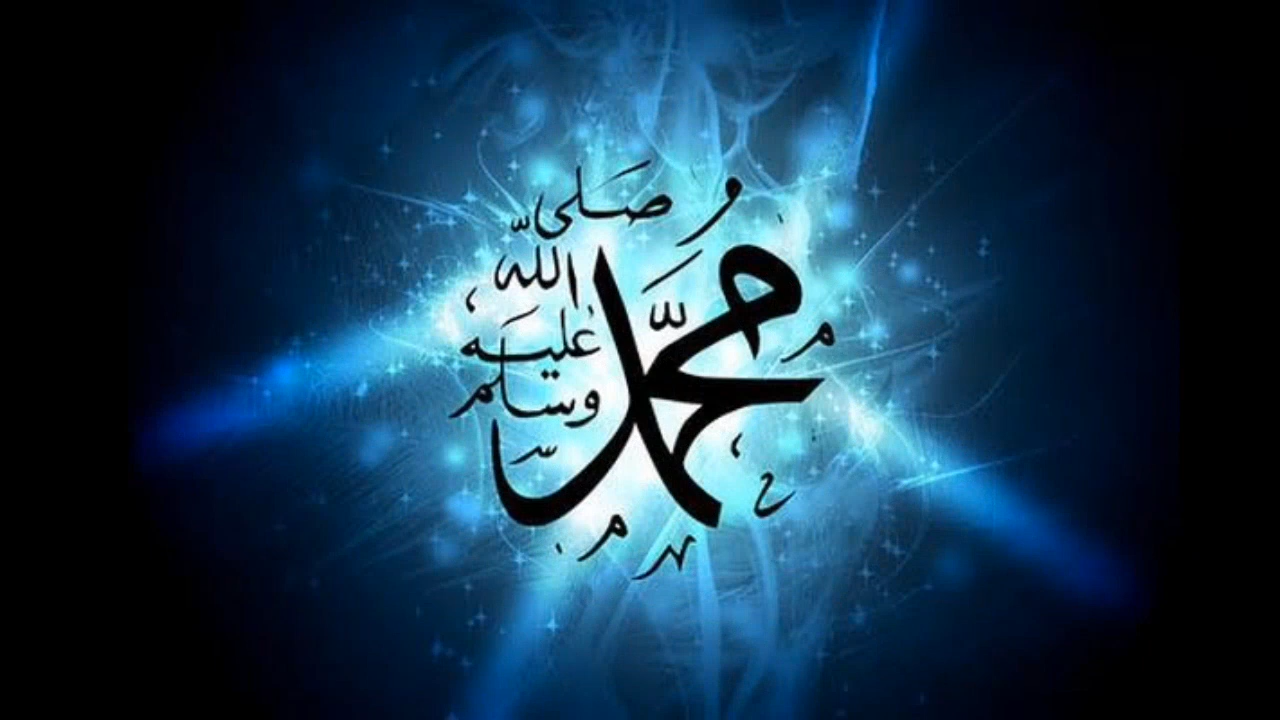 محمد
صلى
الله
عليه
وسلم